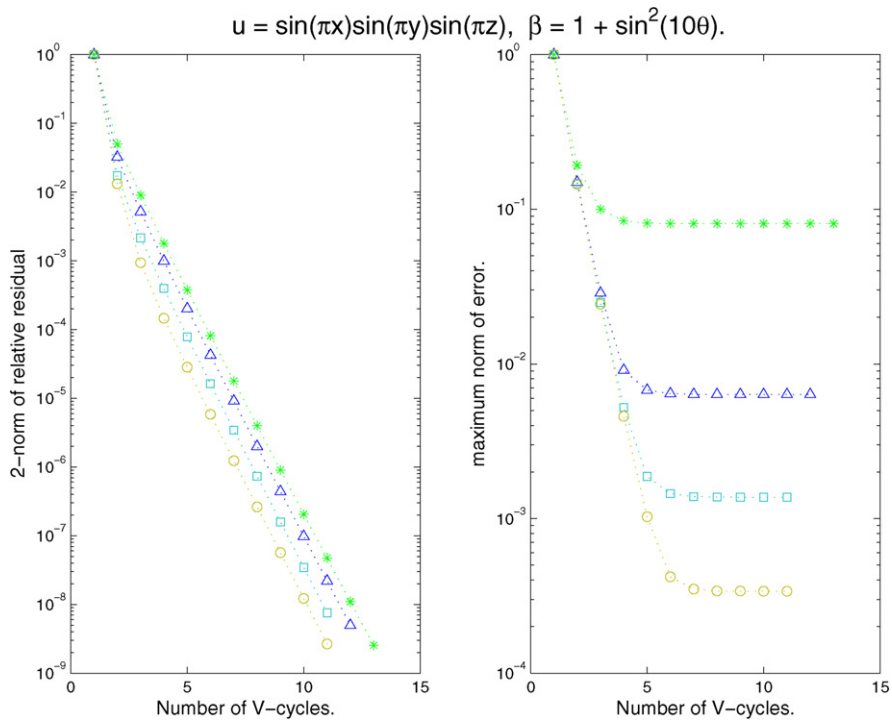 u = sin(πx)sin(πy)sin(πz), β = 1 + sin²(10θ).
10⁰
10⁻¹
10⁻²
10⁻³
10⁻⁴
10⁻⁵
10⁻⁶
10⁻⁷
10⁻⁸
10⁻⁹
2−norm of relative residual
0 5 10 15
Number of V−cycles.
10⁰
10⁻¹
10⁻²
10⁻³
10⁻⁴
maximum norm of error.
0 5 10 15
Number of V−cycles.